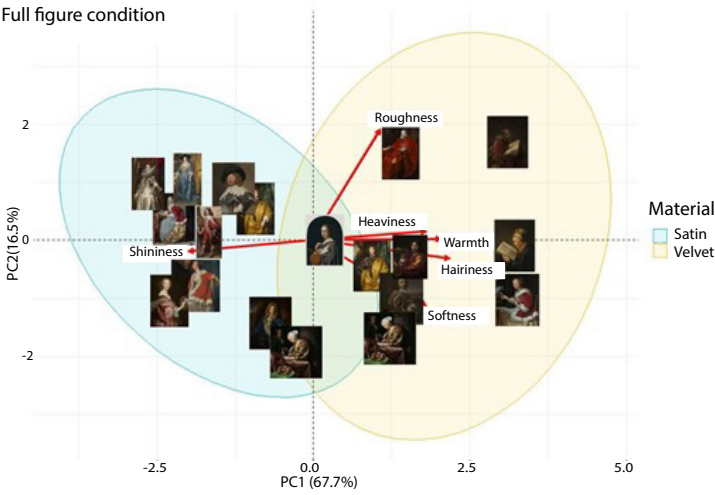 Full figure condition
Roughness
2
Heaviness
Material
Satin
Velvet
PC2(16.5%)
0
Shininess
Warmth
Hairiness
Softness
-2
-2.5
0.0
2.5
5.0
PC1 (67.7%)